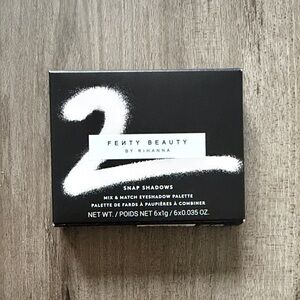 2
FENTY BEAUTY
BY RIHANNA
SNAP SHADOWS
MIX & MATCH EYESHADOW PALETTE
PALETTE DE FARDS À PAUPIÈRES À COMBINER
NET WT. / POIDS NET 6x1g / 6x0.035 OZ.